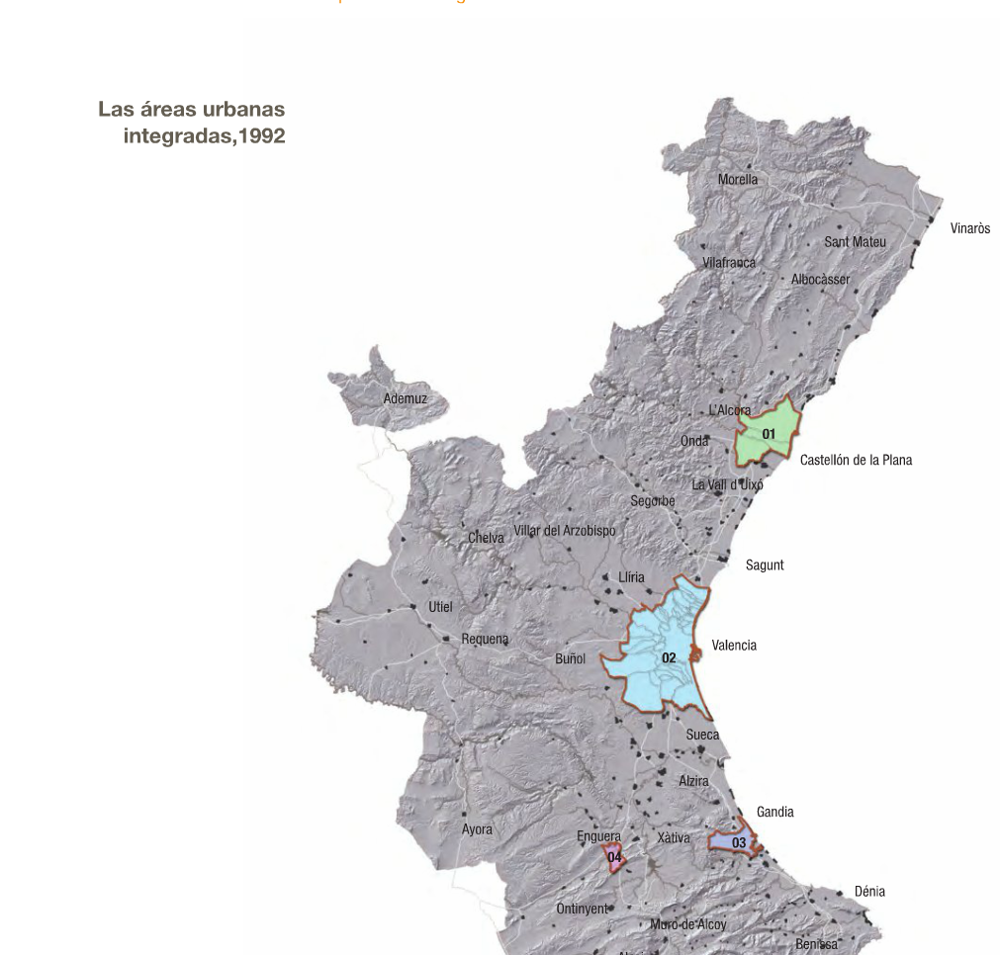 Las áreas urbanas
integradas,1992
Morella
Vinaròs
Sant Mateu
Vilafranca
Albocàsser
Ademuz
L'Alcora
01
Onda
Castellón de la Plana
La Vall d'Uixó
Segorbe
Chelva
Villar del Arzobispo
Sagunt
Llíria
Utiel
Requena
Valencia
Buñol
02
Sueca
Alzira
Gandia
Ayora
Enguera
Xàtiva
03
04
Dénia
Ontinyent
Muro de Alcoy
Benissa